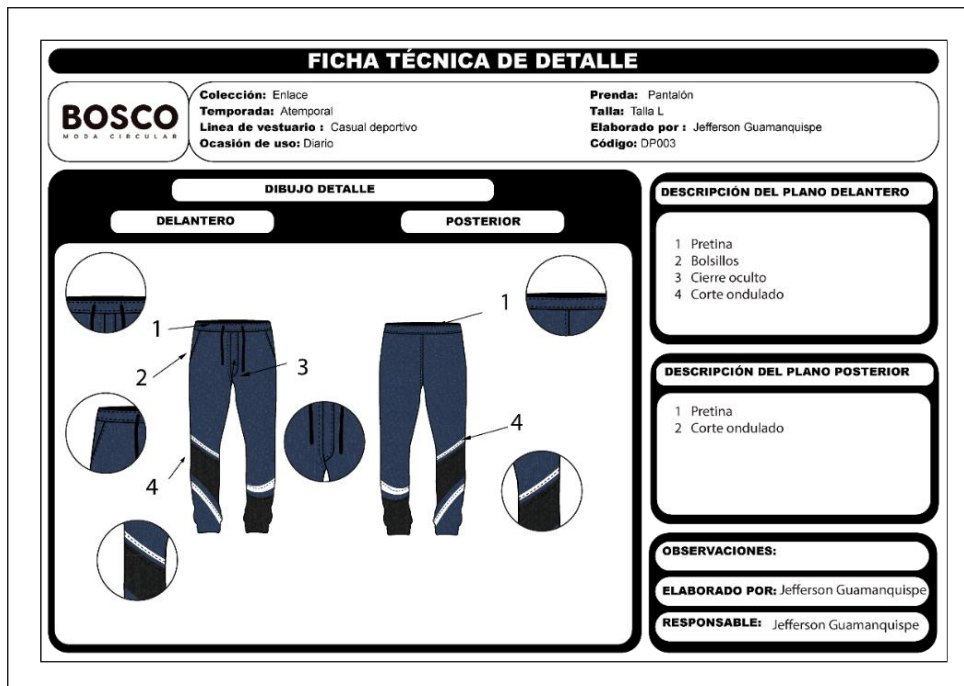 FICHA TÉCNICA DE DETALLE
BOSCO
MODA CIRCULAR
Colección: Enlace
Temporada: Atemporal
Linea de vestuario : Casual deportivo
Ocasión de uso: Diario
Prenda: Pantalón
Talla: Talla L
Elaborado por : Jefferson Guamanquispe
Código: DP003
DIBUJO DETALLE
DELANTERO
POSTERIOR
1
2
3
4
1
4
DESCRIPCIÓN DEL PLANO DELANTERO
1 Pretina
2 Bolsillos
3 Cierre oculto
4 Corte ondulado
DESCRIPCIÓN DEL PLANO POSTERIOR
1 Pretina
2 Corte ondulado
OBSERVACIONES:
ELABORADO POR: Jefferson Guamanquispe
RESPONSABLE: Jefferson Guamanquispe